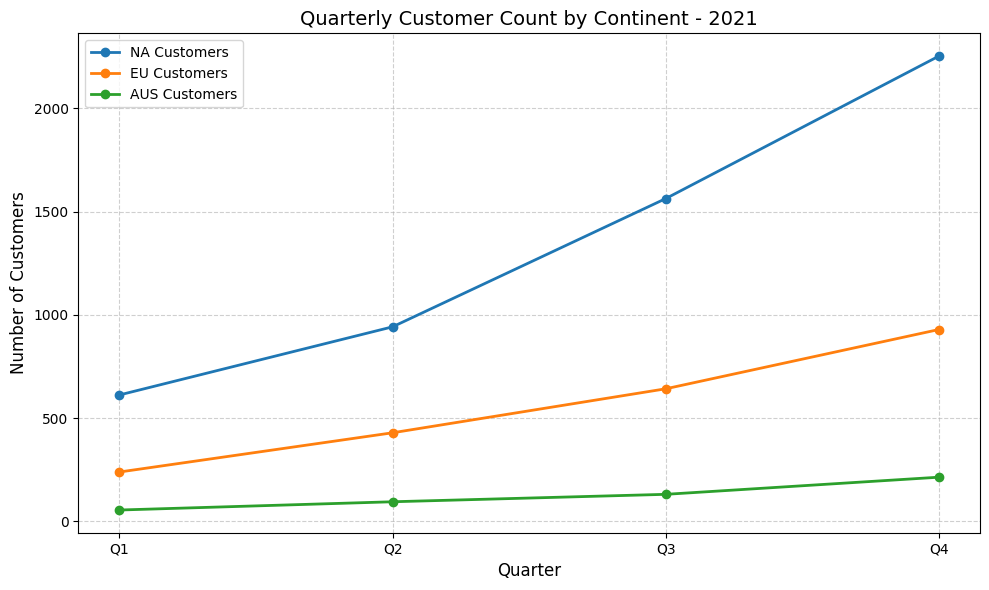 Quarterly Customer Count by Continent - 2021
NA Customers
EU Customers
AUS Customers
Number of Customers
2000
1500
1000
500
0
Q1 Q2 Q3 Q4
Quarter